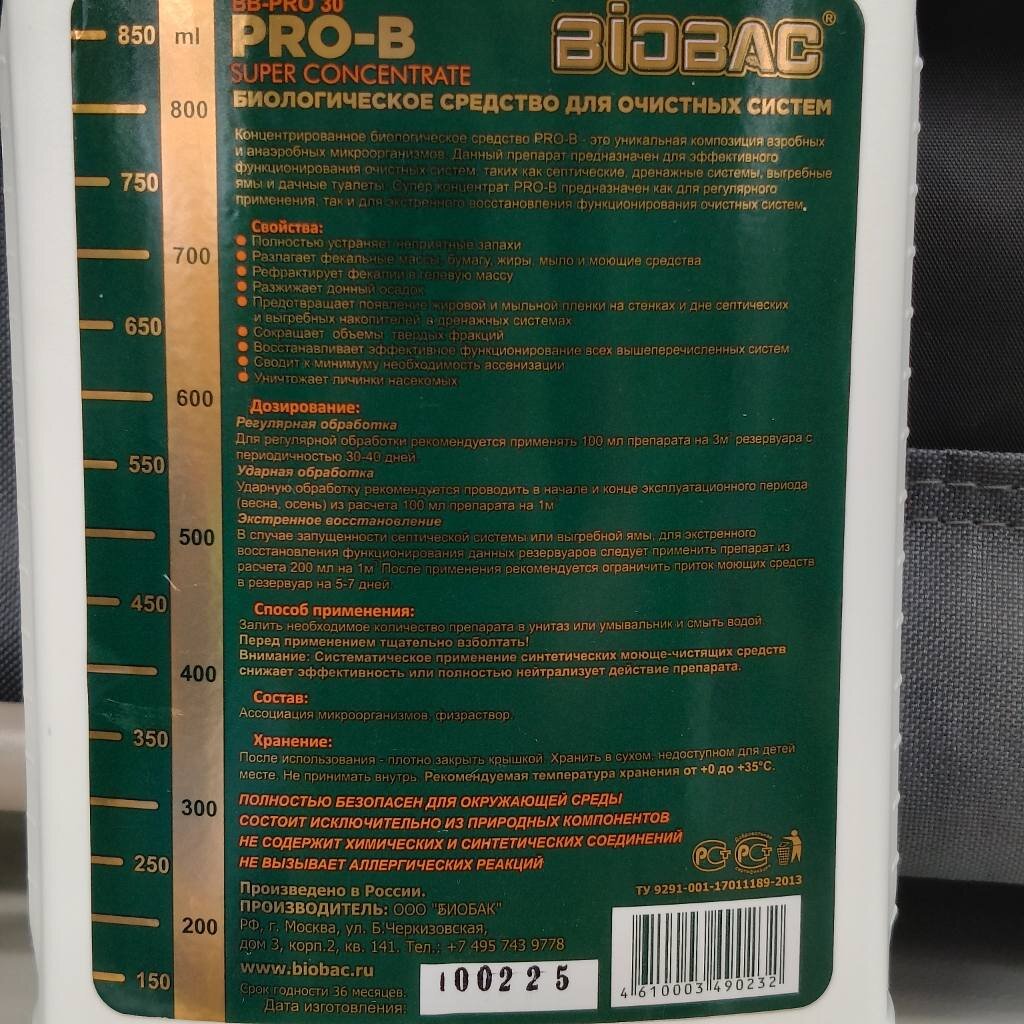 BB-PRO 30
PRO-B
BIOBAC®
SUPER CONCENTRATE
БИОЛОГИЧЕСКОЕ СРЕДСТВО ДЛЯ ОЧИСТНЫХ СИСТЕМ
Концентрированное биологическое средство PRO-B - это уникальная композиция аэробных
и анаэробных микроорганизмов. Данный препарат предназначен для эффективного
функционирования очистных систем, таких как септические, дренажные системы, выгребные
ямы и дачные туалеты. Супер концентрат PRO-B предназначен как для регулярного
применения, так и для экстренного восстановления функционирования очистных систем.
Свойства:
Полностью устраняет неприятные запахи
Разлагает фекальные массы, бумагу, жиры, мыло и моющие средства
Рефрактирует фекалии в гелевую массу
Разжижает донный осадок
Предотвращает появление жировой и мыльной пленки на стенках и дне септических
и выгребных накопителей, в дренажных системах
Сокращает объемы твердых фракций
Восстанавливает эффективное функционирование всех вышеперечисленных систем
Сводит к минимуму необходимость ассенизации
Уничтожает личинки насекомых
Дозирование:
Регулярная обработка
Для регулярной обработки рекомендуется применять 100 мл препарата на 3м³ резервуара с
периодичностью 30-40 дней.
Ударная обработка
Ударную обработку рекомендуется проводить в начале и конце эксплуатационного периода
(весна, осень) из расчета 100 мл препарата на 1м³
Экстренное восстановление
В случае запущенности септической системы или выгребной ямы, для экстренного
восстановления функционирования данных резервуаров следует применить препарат из
расчета 200 мл на 1м³ После применения рекомендуется ограничить приток моющих средств
в резервуар на 5-7 дней.
Способ применения:
Залить необходимое количество препарата в унитаз или умывальник и смыть водой.
Перед применением тщательно взболтать!
Внимание: Систематическое применение синтетических моюще-чистящих средств
снижает эффективность или полностью нейтрализует действие препарата.
Состав:
Ассоциация микроорганизмов, физраствор.
Хранение:
После использования - плотно закрыть крышкой. Хранить в сухом, недоступном для детей
месте. Не принимать внутрь. Рекомендуемая температура хранения от +0 до +35°С.
ПОЛНОСТЬЮ БЕЗОПАСЕН ДЛЯ ОКРУЖАЮЩЕЙ СРЕДЫ
СОСТОИТ ИСКЛЮЧИТЕЛЬНО ИЗ ПРИРОДНЫХ КОМПОНЕНТОВ
НЕ СОДЕРЖИТ ХИМИЧЕСКИХ И СИНТЕТИЧЕСКИХ СОЕДИНЕНИЙ
НЕ ВЫЗЫВАЕТ АЛЛЕРГИЧЕСКИХ РЕАКЦИЙ
Произведено в России.
ПРОИЗВОДИТЕЛЬ: ООО "БИОБАК"
РФ, г. Москва, ул. Б.Черкизовская,
дом 3, корп.2, кв. 141. Тел.: +7 495 743 9778
www.biobac.ru
Срок годности 36 месяцев.
Дата изготовления:
100225
ТУ 9291-001-17011189-2013
4 610003 490232
850 ml
800
750
700
650
600
550
500
450
400
350
300
250
200
150